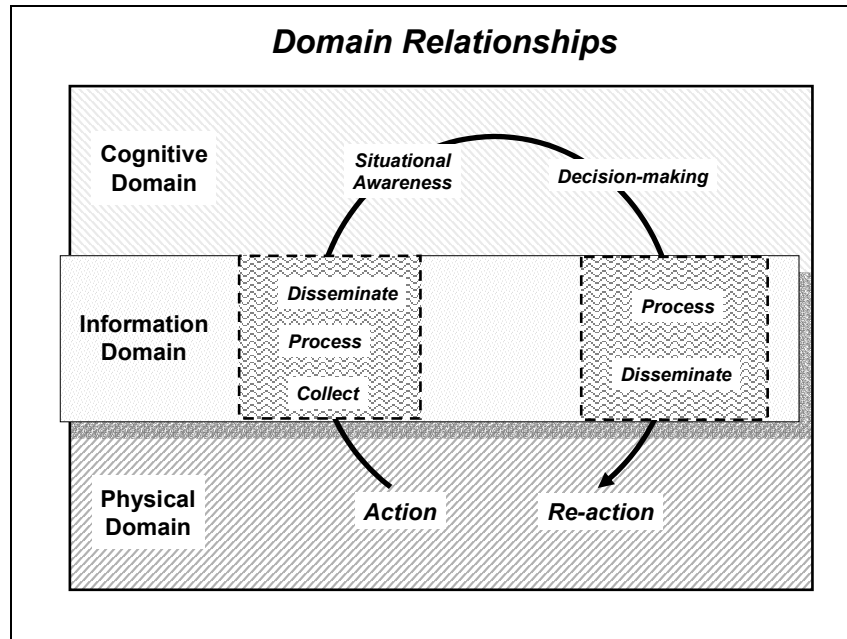 Domain Relationships
Cognitive
Domain
Situational
Awareness
Decision-making
Information
Domain
Disseminate
Process
Collect
Process
Disseminate
Physical
Domain
Action
Re-action